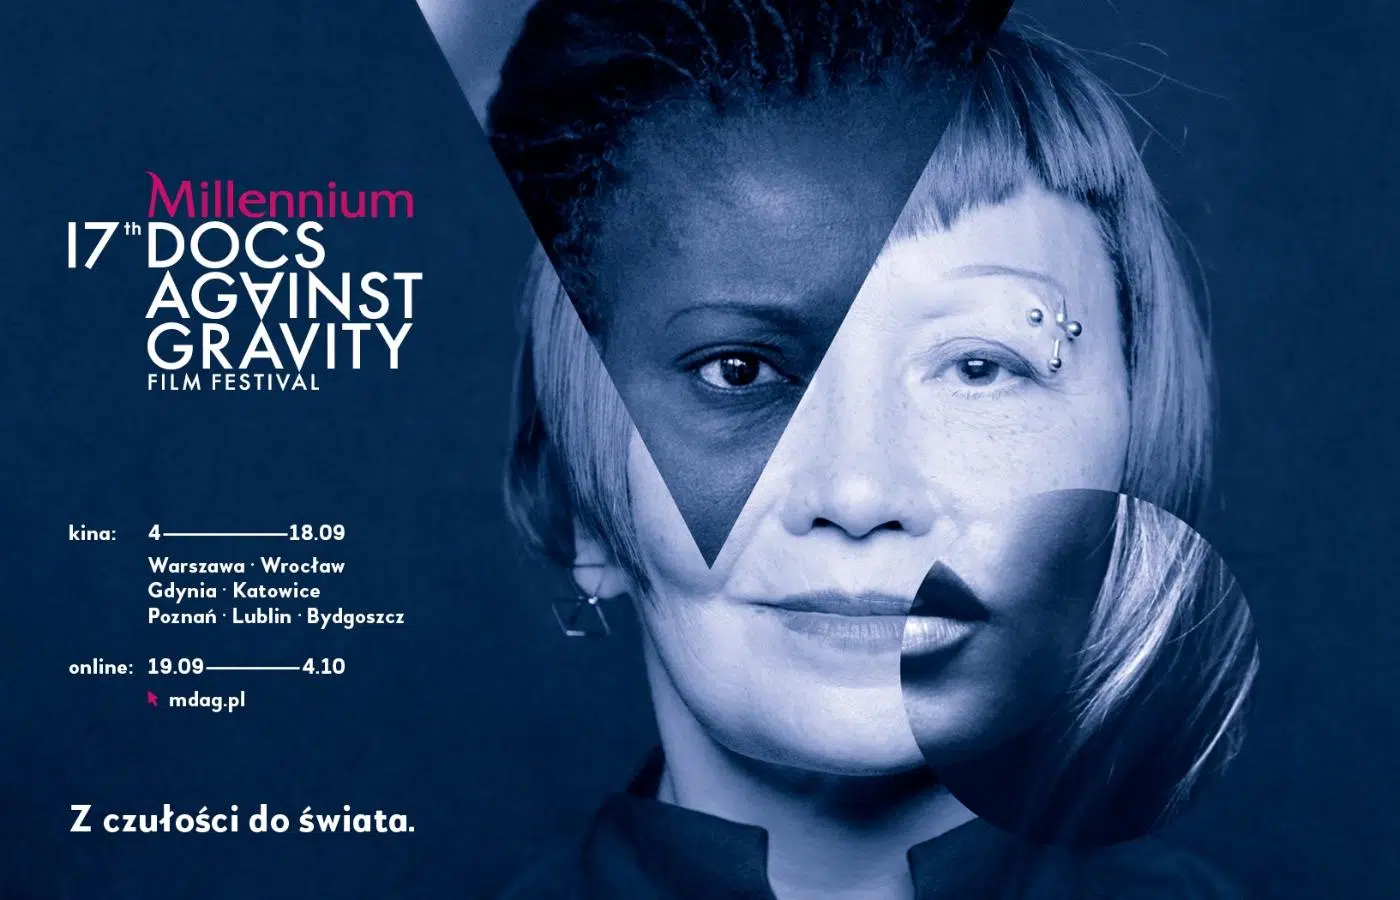 Millennium
17th DOCS
AGAINST
GRAVITY
FILM FESTIVAL
kina: 4 — 18.09
Warszawa · Wrocław
Gdynia · Katowice
Poznań · Lublin · Bydgoszcz
online: 19.09 — 4.10
mdag.pl
Z czułości do świata.